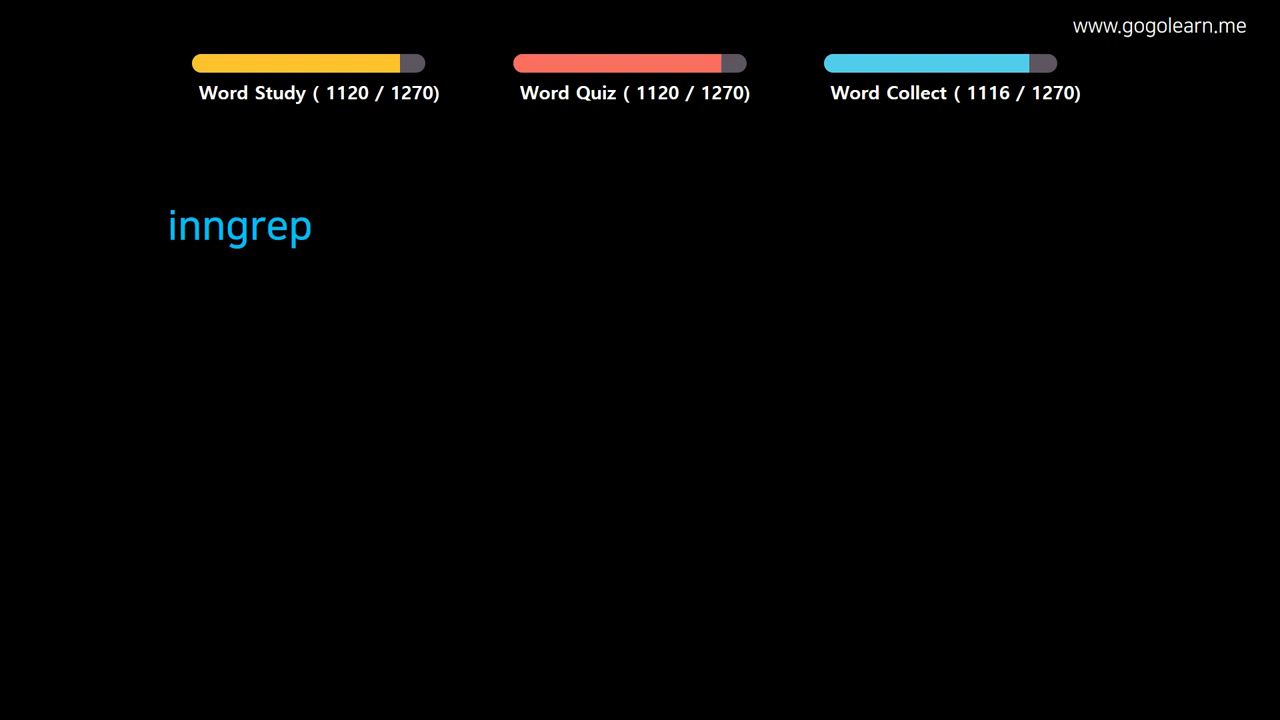 www.gogolearn.me
Word Study ( 1120 / 1270)
Word Quiz ( 1120 / 1270)
Word Collect ( 1116 / 1270)
inngrep